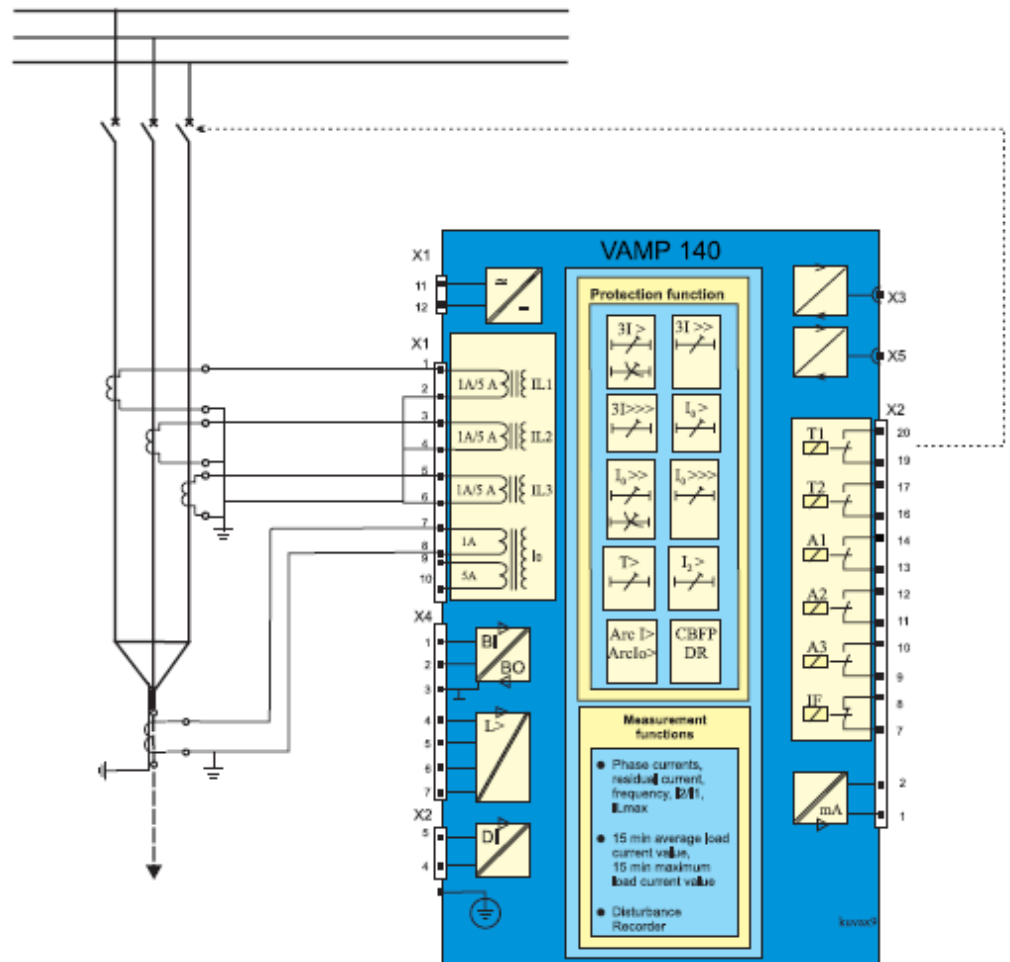 VAMP 140
X1
11
12
X1
1
2
3
4
5
6
7
8
9
10
1A/5 A IL1
1A/5 A IL2
1A/5 A IL3
1A
5A
I0
X4
1
2
3
4
5
6
7
BI
BO
L>
X2
5
4
DI
Protection function
3I > 3I >>
3I>>> I0>
I0>> I0>>>
T> I2>
Arc I> CBFP
ArcIo> DR
Measurement
functions
● Phase currents,
residual current,
frequency, I2/I1,
ILmax
● 15 min average load
current value,
15 min maximum
load current value
● Disturbance
Recorder
X3
X5
X2
T1
20
19
T2
17
16
A1
14
13
A2
12
11
A3
10
9
IF
8
7
mA
2
1